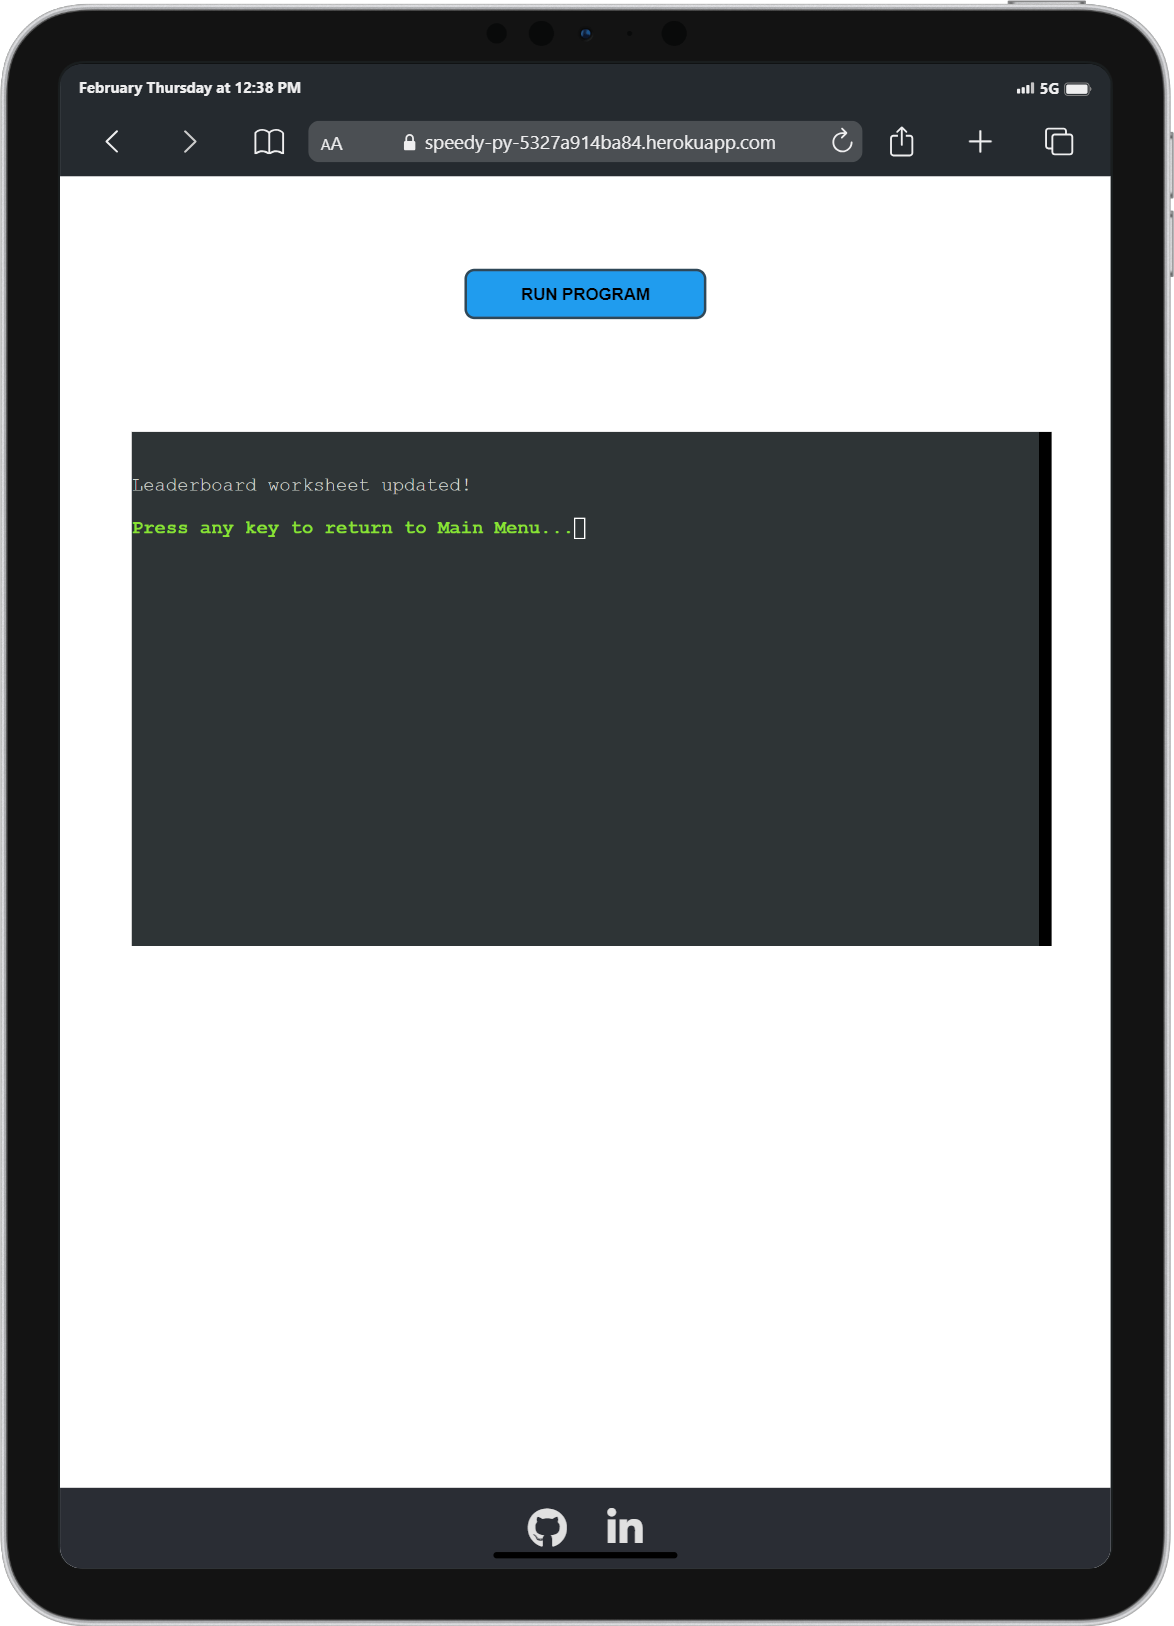 February Thursday at 12:38 PM
5G
AA
speedy-py-5327a914ba84.herokuapp.com
RUN PROGRAM
Leaderboard worksheet updated!
Press any key to return to Main Menu...
in